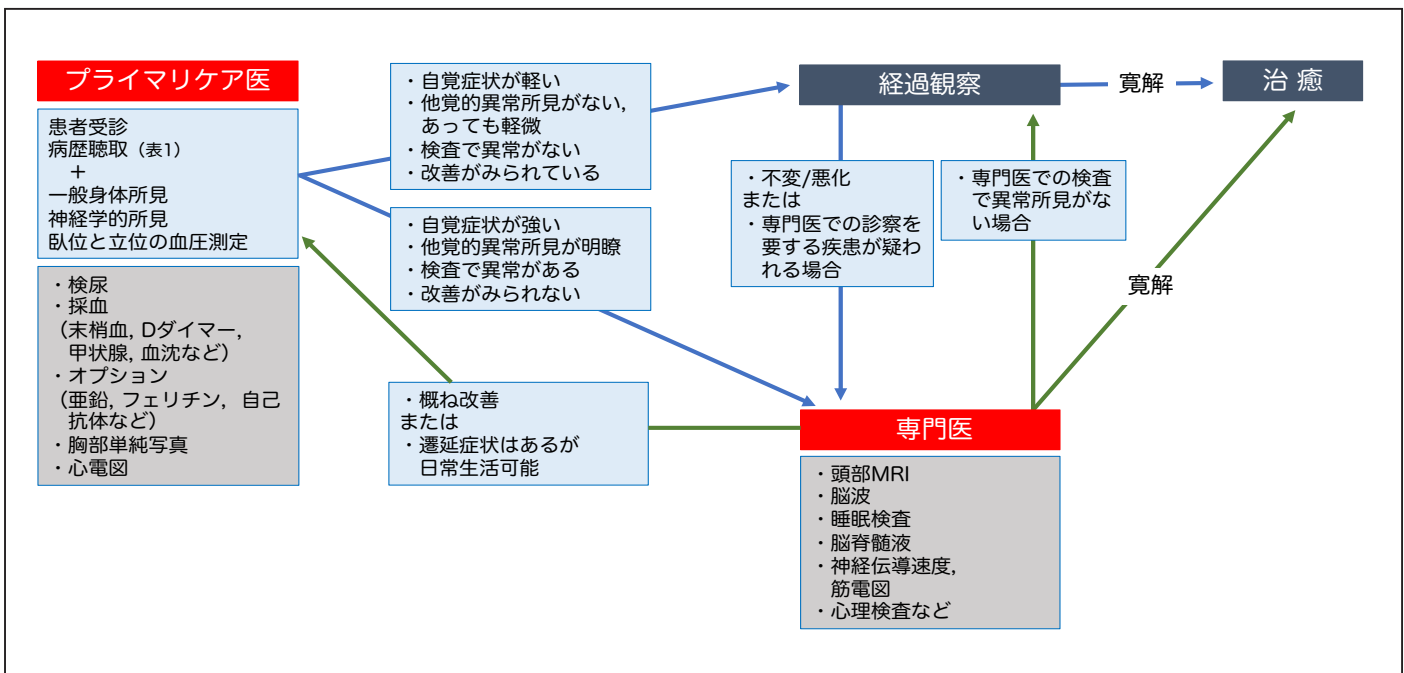 プライマリケア医
患者受診
病歴聴取（表1）
＋
一般身体所見
神経学的所見
臥位と立位の血圧測定
・検尿
・採血
（末梢血, Dダイマー,
甲状腺, 血沈など）
・オプション
（亜鉛, フェリチン, 自己
抗体など）
・胸部単純写真
・心電図
・自覚症状が軽い
・他覚的異常所見がない,
あっても軽微
・検査で異常がない
・改善がみられている
・自覚症状が強い
・他覚的異常所見が明瞭
・検査で異常がある
・改善がみられない
・概ね改善
または
・遷延症状はあるが
日常生活可能
経過観察
寛解
治 癒
・不変/悪化
または
・専門医での診察を
要する疾患が疑わ
れる場合
・専門医での検査
で異常所見がな
い場合
寛解
専門医
・頭部MRI
・脳波
・睡眠検査
・脳脊髄液
・神経伝導速度,
筋電図
・心理検査など